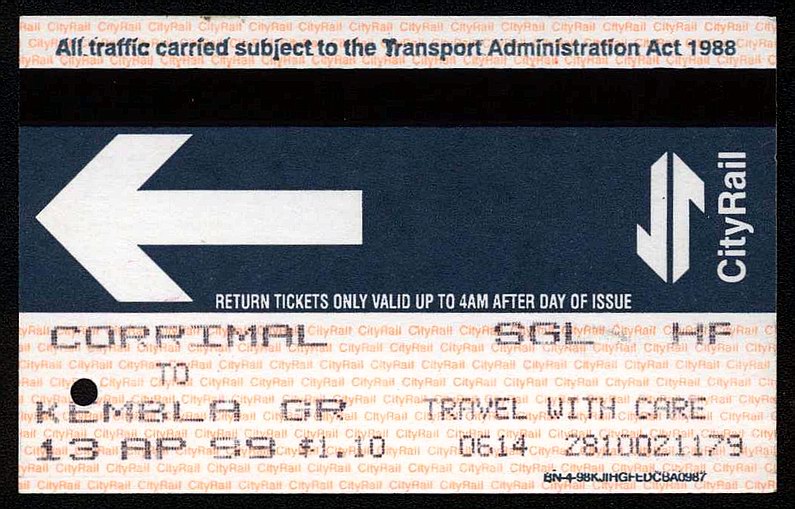 All traffic carried subject to the Transport Administration Act 1988
CityRail
RETURN TICKETS ONLY VALID UP TO 4AM AFTER DAY OF ISSUE
CORRIMAL SGL HF
TO
KEMBLA GR TRAVEL WITH CARE
13 AP 99 $1.10 0614 2810021179
BN-4-98KJIHGFEDCBA0987